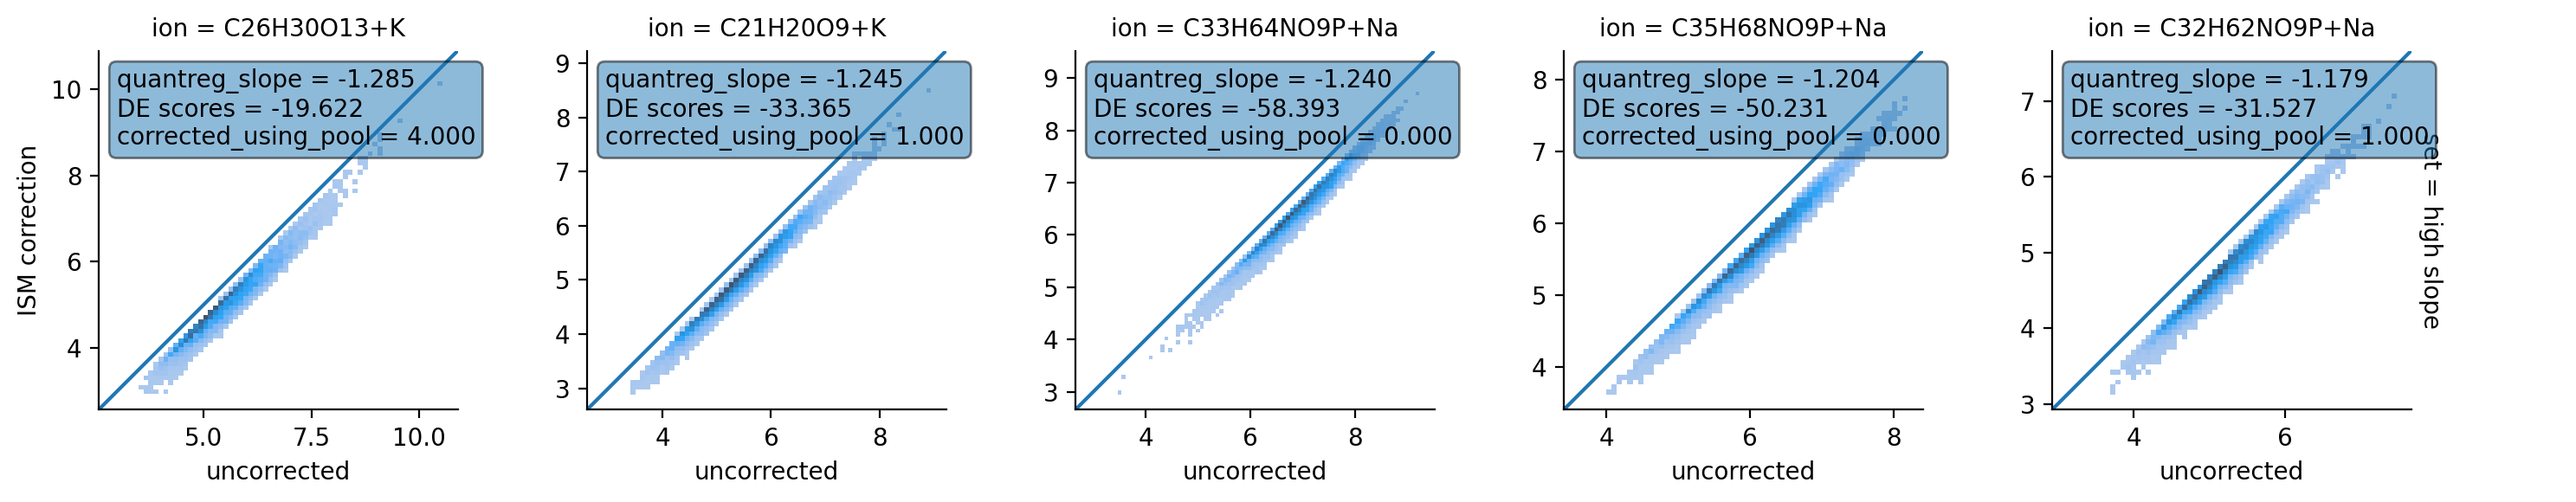 ion = C26H30O13+K
quantreg_slope = -1.285
DE scores = -19.622
corrected_using_pool = 4.000
ISM correction
10
8
6
4
5.0 7.5 10.0
uncorrected
ion = C21H20O9+K
quantreg_slope = -1.245
DE scores = -33.365
corrected_using_pool = 1.000
9
8
7
6
5
4
3
4 6 8
uncorrected
ion = C33H64NO9P+Na
quantreg_slope = -1.240
DE scores = -58.393
corrected_using_pool = 0.000
9
8
7
6
5
4
3
4 6 8
uncorrected
ion = C35H68NO9P+Na
quantreg_slope = -1.204
DE scores = -50.231
corrected_using_pool = 0.000
8
7
6
5
4
4 6 8
uncorrected
ion = C32H62NO9P+Na
quantreg_slope = -1.179
DE scores = -31.527
corrected_using_pool = 1.000
7
6
5
4
3
4 6
uncorrected
set = high slope